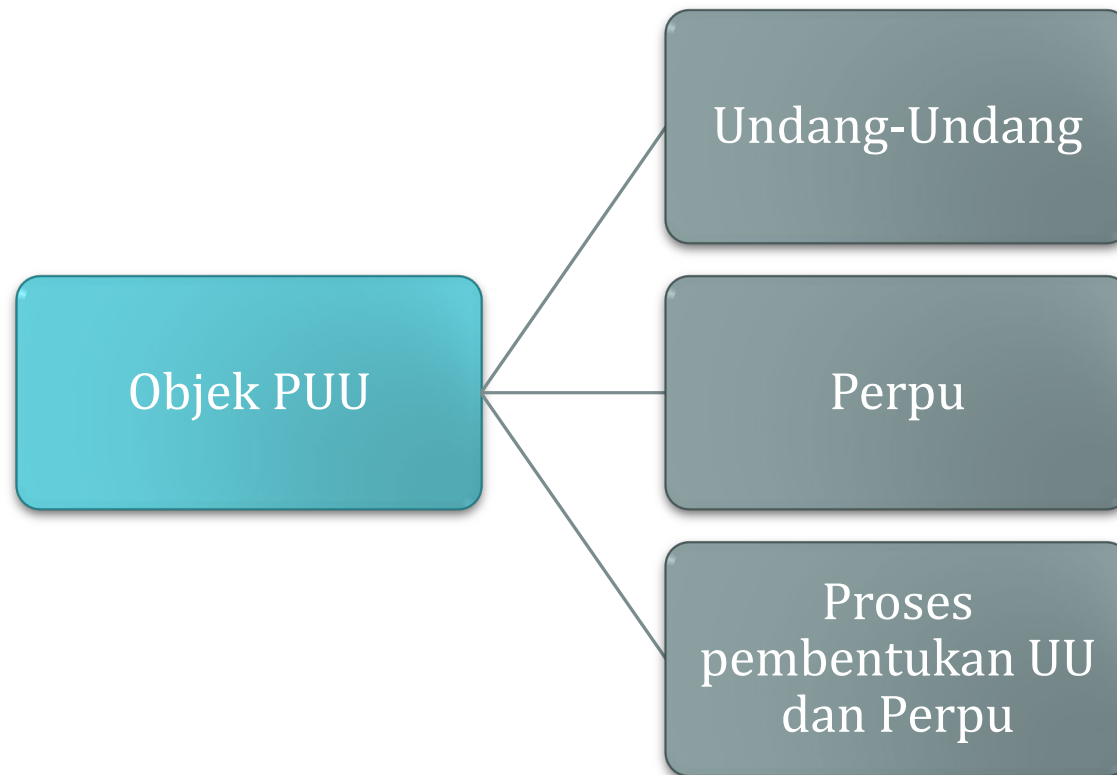 Undang-Undang
Objek PUU
Perpu
Proses
pembentukan UU
dan Perpu